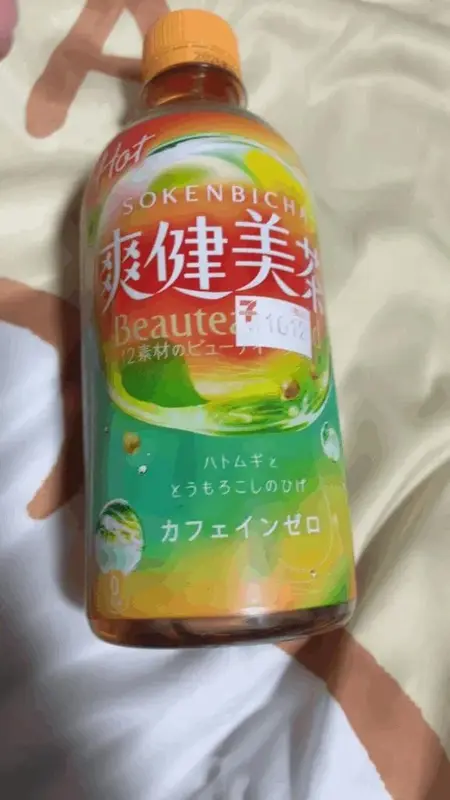 Hot
SOKENBICHA
爽健美茶
Beautea
12素材のビューティ
7
1012
ハトムギと
とうもろこしのひげ
カフェインゼロ
0